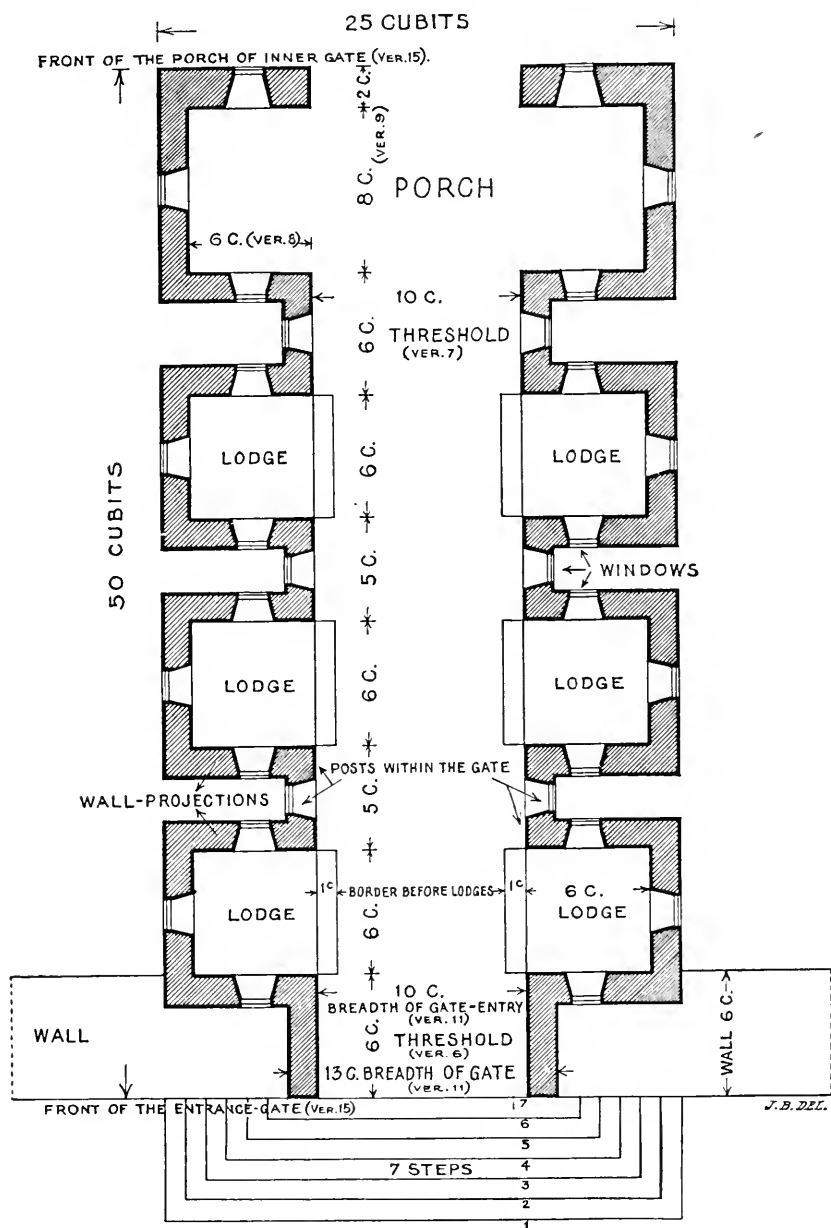 25 CUBITS
FRONT OF THE PORCH OF INNER GATE (VER.15).
2 C.
8 C. (VER.9)
PORCH
6 C. (VER.8)
10 C.
THRESHOLD
(VER.7)
6 C.
LODGE
6 C.
LODGE
50 CUBITS
5 C.
WINDOWS
LODGE
6 C.
LODGE
POSTS WITHIN THE GATE
WALL-PROJECTIONS
5 C.
1 C
BORDER BEFORE LODGES
1 C
6 C.
LODGE
6 C.
LODGE
10 C.
BREADTH OF GATE-ENTRY
(VER.11)
WALL
6 C.
THRESHOLD
(VER.6)
WALL 6 C.
13 C. BREADTH OF GATE
(VER.11)
FRONT OF THE ENTRANCE-GATE (VER.15)
J.B.DEL.
7
6
5
7 STEPS
4
3
2
1